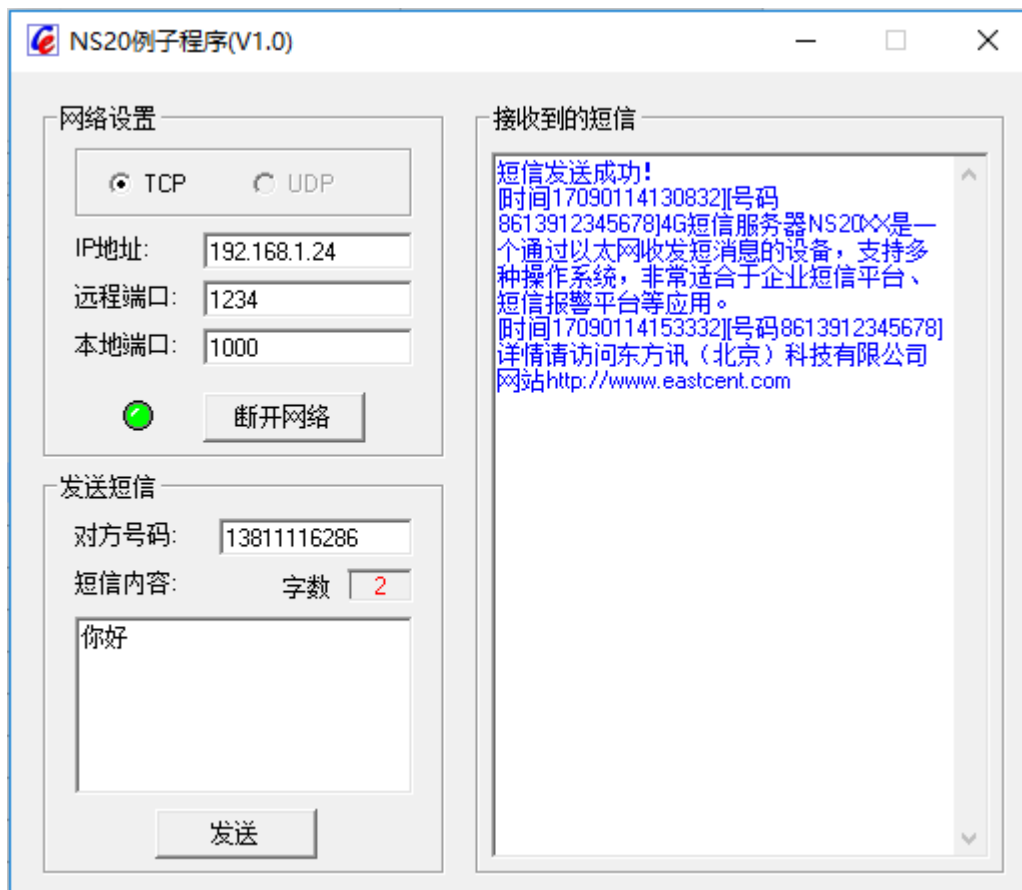 NS20例子程序(V1.0)
网络设置
TCP
UDP
IP地址:
192.168.1.24
远程端口:
1234
本地端口:
1000
断开网络
发送短信
对方号码:
13811116286
短信内容:
字数
2
你好
发送
接收到的短信
短信发送成功!
[时间17090114130832][号码
8613912345678]4G短信服务器NS20XX是一
个通过以太网收发短消息的设备，支持多
种操作系统，非常适合于企业短信平台、
短信报警平台等应用。
[时间17090114153332][号码8613912345678]
详情请访问东方讯（北京）科技有限公司
网站http://www.eastcent.com